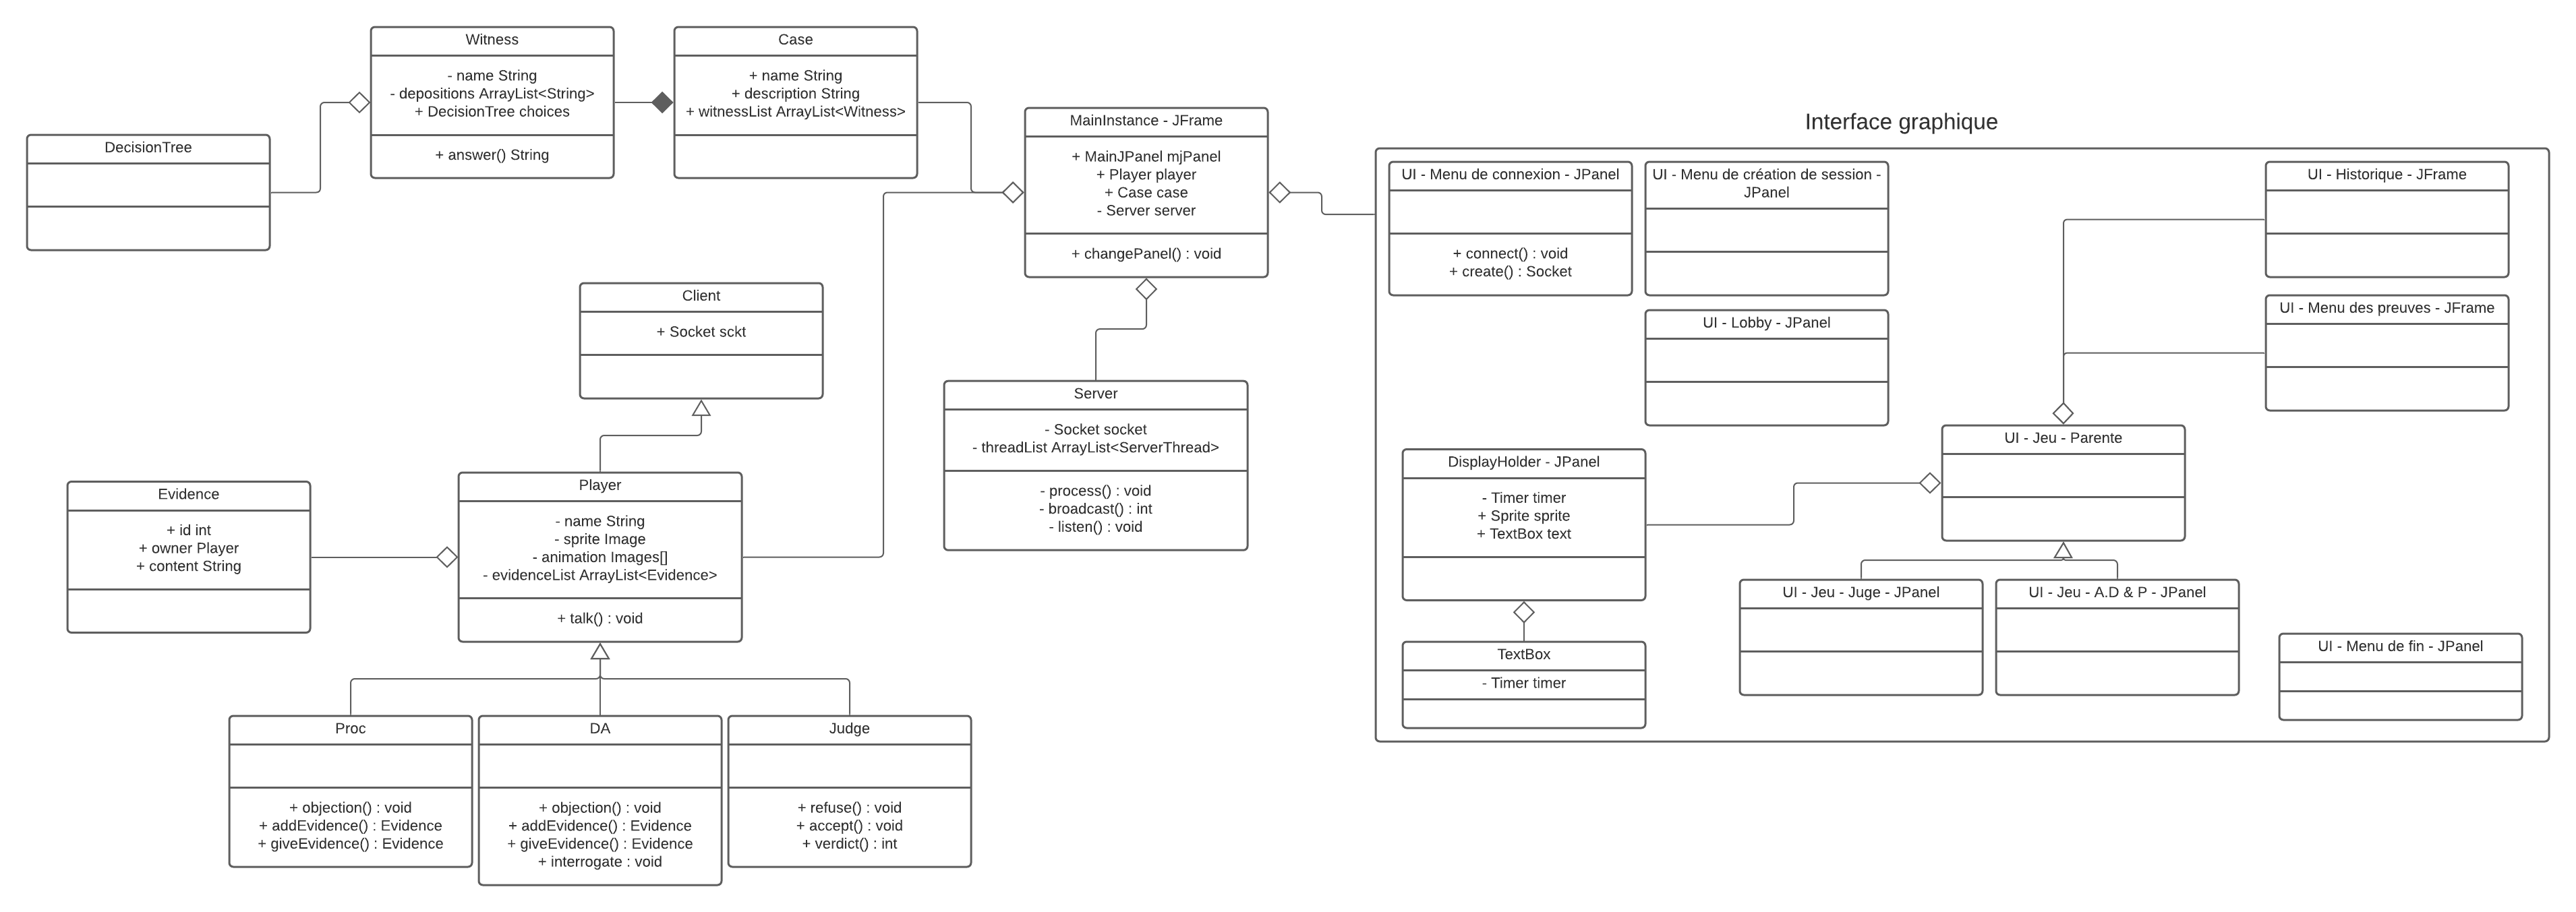 Witness
- name String
- depositions ArrayList<String>
+ DecisionTree choices
+ answer() String
Case
+ name String
+ description String
+ witnessList ArrayList<Witness>
DecisionTree
MainInstance - JFrame
+ MainJPanel mjPanel
+ Player player
+ Case case
- Server server
+ changePanel() : void
Client
+ Socket sckt
Server
- Socket socket
- threadList ArrayList<ServerThread>
- process() : void
- broadcast() : int
- listen() : void
Evidence
+ id int
+ owner Player
+ content String
Player
- name String
- sprite Image
- animation Images[]
- evidenceList ArrayList<Evidence>
+ talk() : void
Proc
+ objection() : void
+ addEvidence() : Evidence
+ giveEvidence() : Evidence
DA
+ objection() : void
+ addEvidence() : Evidence
+ giveEvidence() : Evidence
+ interrogate : void
Judge
+ refuse() : void
+ accept() : void
+ verdict() : int
Interface graphique
UI - Menu de connexion - JPanel
+ connect() : void
+ create() : Socket
UI - Menu de création de session -
JPanel
UI - Historique - JFrame
UI - Lobby - JPanel
UI - Menu des preuves - JFrame
UI - Jeu - Parente
DisplayHolder - JPanel
- Timer timer
+ Sprite sprite
+ TextBox text
UI - Jeu - Juge - JPanel
UI - Jeu - A.D & P - JPanel
TextBox
- Timer timer
UI - Menu de fin - JPanel